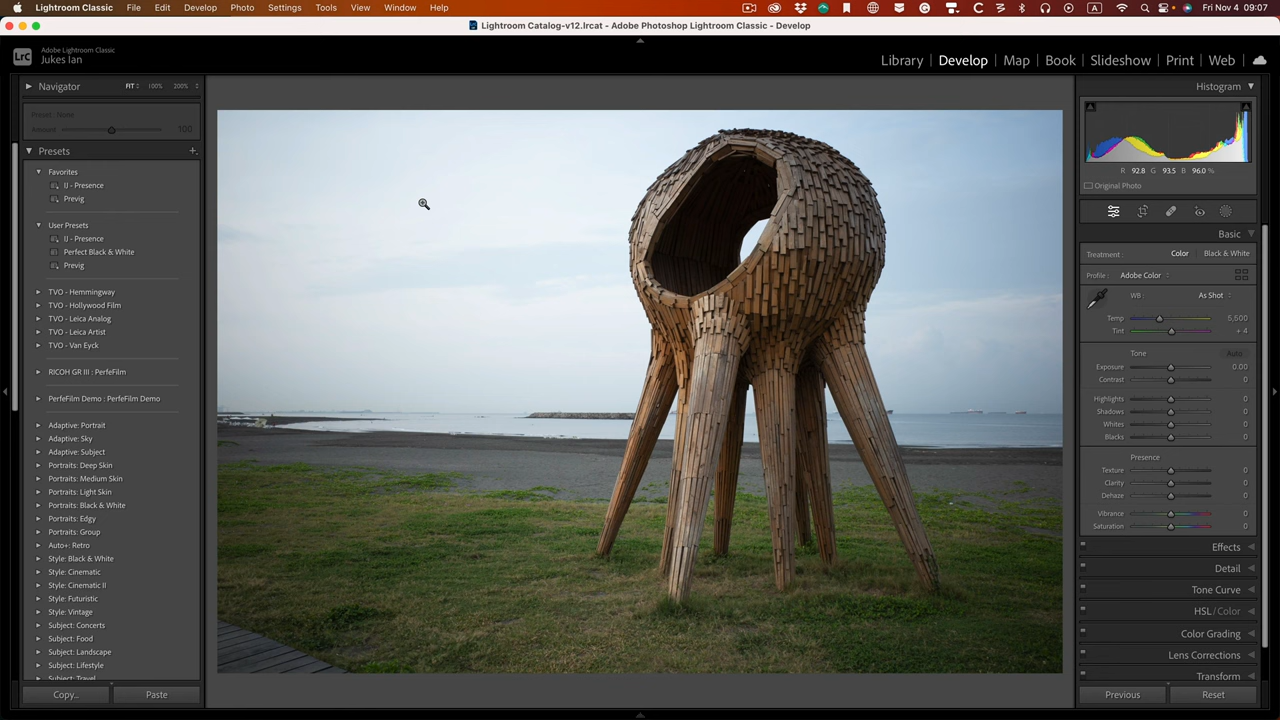 Lightroom Classic File Edit Develop Photo Settings Tools View Window Help Fri Nov 4 09:07
Lightroom Catalog-v12.lrcat - Adobe Photoshop Lightroom Classic - Develop
LrC
Adobe Lightroom Classic
Jukes Ian
Library | Develop | Map | Book | Slideshow | Print | Web
Navigator FIT 100% 200%
Preset: None
Amount 100
Presets
Favorites
IJ - Presence
Previg
User Presets
IJ - Presence
Perfect Black & White
Previg
TVO - Hemmingway
TVO - Hollywood Film
TVO - Leica Analog
TVO - Leica Artist
TVO - Van Eyck
RICOH GR III : PerfeFilm
PerfeFilm Demo : PerfeFilm
Adaptive: Portrait
Adaptive: Sky
Adaptive: Subject
Portraits: Deep Skin
Portraits: Medium Skin
Portraits: Light Skin
Portraits: Black & White
Portraits: Edgy
Portraits: Group
Auto+: Retro
Style: Black & White
Style: Cinematic
Style: Cinematic II
Style: Futuristic
Style: Vintage
Subject: Concerts
Subject: Food
Subject: Landscape
Subject: Lifestyle
Subject: Travel
Copy... Paste
Histogram
R 92.8 G 93.5 B 96.0 %
Original Photo
Basic
Treatment : Color Black & White
Profile : Adobe Color
WB : As Shot
Temp 5,500
Tint + 4
Tone Auto
Exposure 0.00
Contrast 0
Highlights 0
Shadows 0
Whites 0
Blacks 0
Presence
Texture 0
Clarity 0
Dehaze 0
Vibrance 0
Saturation 0
Effects
Detail
Tone Curve
HSL / Color
Color Grading
Lens Corrections
Transform
Previous Reset